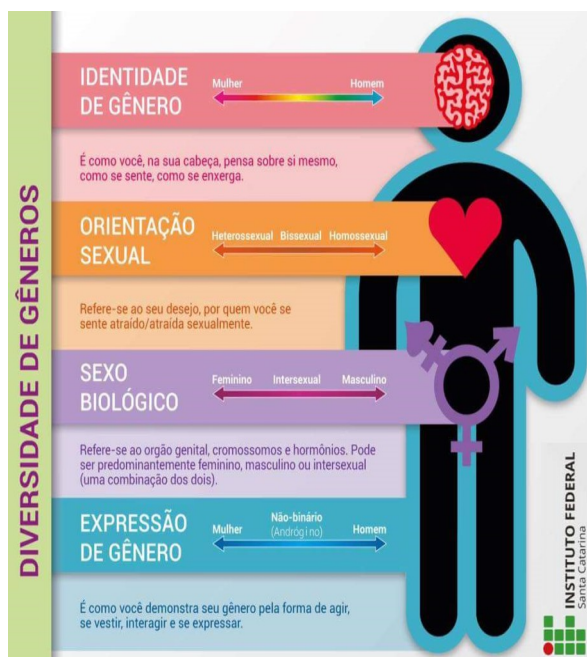 DIVERSIDADE DE GÊNEROS
IDENTIDADE
DE GÊNERO
Mulher Homem
É como você, na sua cabeça, pensa sobre si mesmo,
como se sente, como se enxerga.
ORIENTAÇÃO
SEXUAL
Heterossexual Bissexual Homossexual
Refere-se ao seu desejo, por quem você se
sente atraído/atraída sexualmente.
SEXO
BIOLÓGICO
Feminino Intersexual Masculino
Refere-se ao orgão genital, cromossomos e hormônios. Pode
ser predominantemente feminino, masculino ou intersexual
(uma combinação dos dois).
EXPRESSÃO
DE GÊNERO
Mulher Não-binário Homem
(Andrógino)
É como você demonstra seu gênero pela forma de agir,
se vestir, interagir e se expressar.
INSTITUTO FEDERAL
Santa Catarina